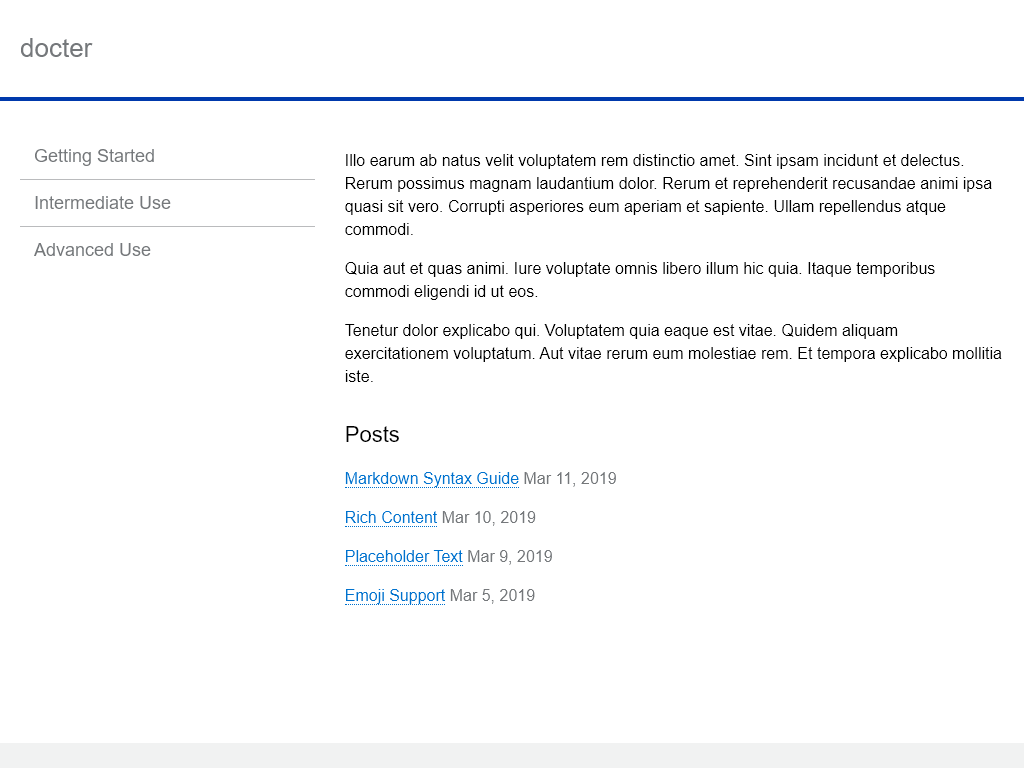 docter
Getting Started
Intermediate Use
Advanced Use
Illo earum ab natus velit voluptatem rem distinctio amet. Sint ipsam incidunt et delectus.
Rerum possimus magnam laudantium dolor. Rerum et reprehenderit recusandae animi ipsa
quasi sit vero. Corrupti asperiores eum aperiam et sapiente. Ullam repellendus atque
commodi.
Quia aut et quas animi. Iure voluptate omnis libero illum hic quia. Itaque temporibus
commodi eligendi id ut eos.
Tenetur dolor explicabo qui. Voluptatem quia eaque est vitae. Quidem aliquam
exercitationem voluptatum. Aut vitae rerum eum molestiae rem. Et tempora explicabo mollitia
iste.
Posts
Markdown Syntax Guide Mar 11, 2019
Rich Content Mar 10, 2019
Placeholder Text Mar 9, 2019
Emoji Support Mar 5, 2019